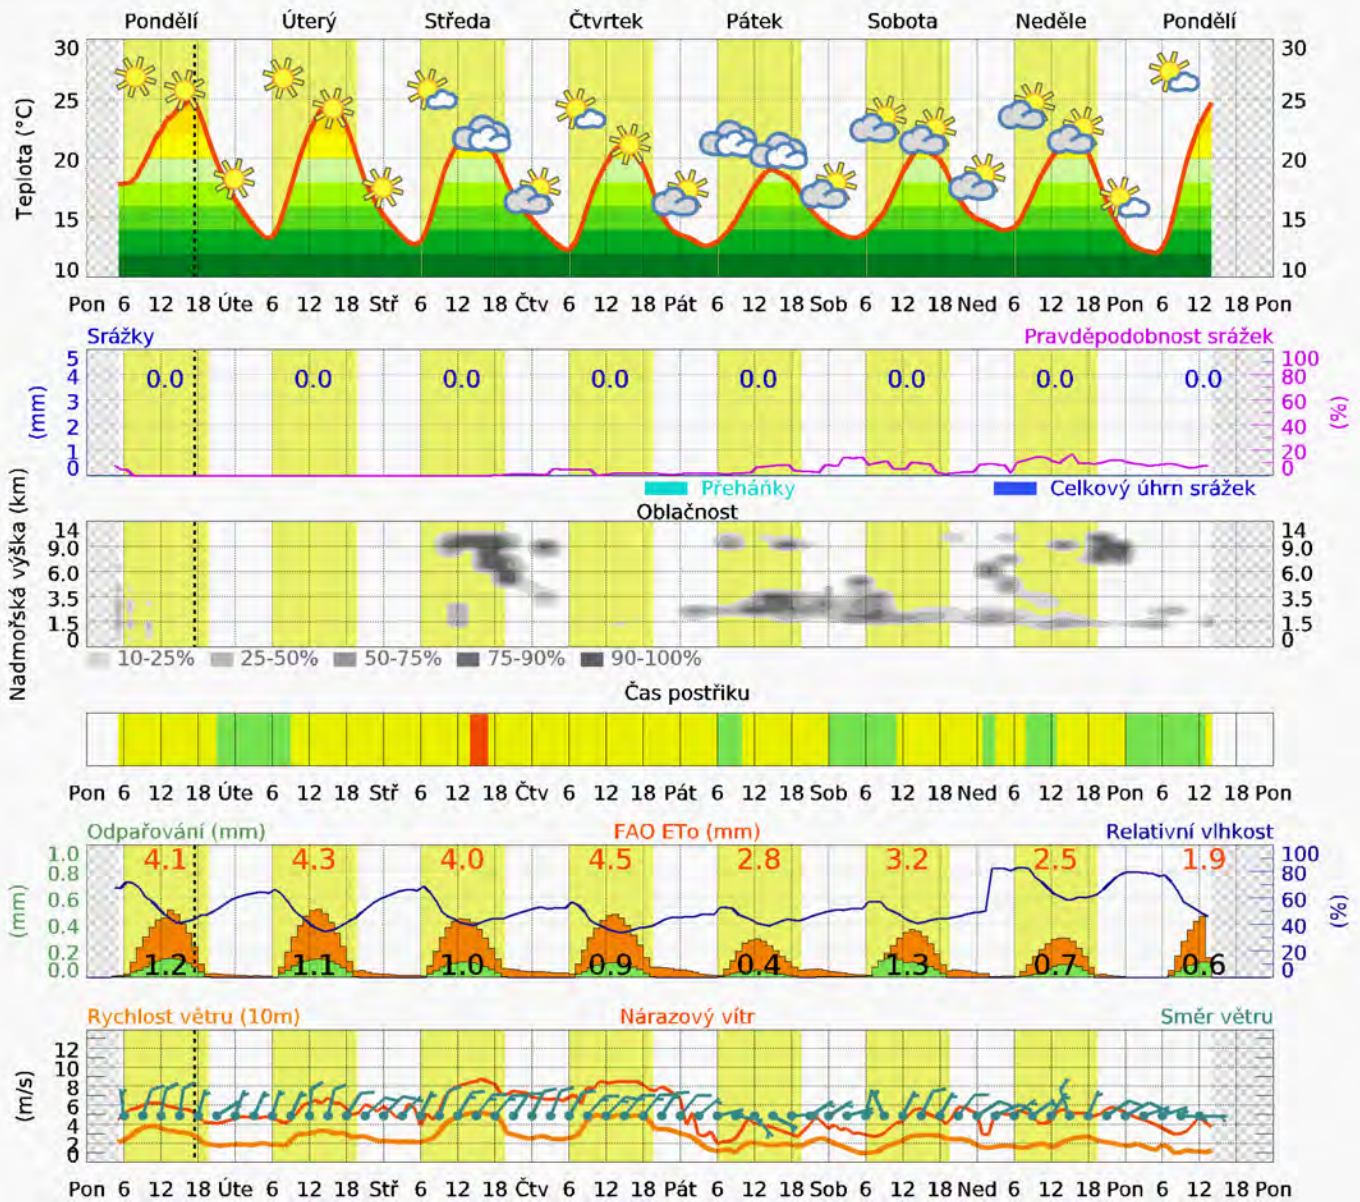 Pondělí Úterý Středa Čtvrtek Pátek Sobota Neděle Pondělí
Teplota (°C)
30 30
25 25
20 20
15 15
10 10
Pon 6 12 18 Úte 6 12 18 Stř 6 12 18 Čtv 6 12 18 Pát 6 12 18 Sob 6 12 18 Ned 6 12 18 Pon 6 12 18 Pon
Srážky Pravděpodobnost srážek
(mm) (%)
5 100
4 0.0 0.0 0.0 0.0 0.0 0.0 0.0 0.0 80
3 60
2 40
1 20
0 0
Přeháňky Celkový úhrn srážek
Oblačnost
Nadmořská výška (km)
14 14
9.0 9.0
6.0 6.0
3.5 3.5
1.5 1.5
0 0
10-25% 25-50% 50-75% 75-90% 90-100%
Čas postřiku
Pon 6 12 18 Úte 6 12 18 Stř 6 12 18 Čtv 6 12 18 Pát 6 12 18 Sob 6 12 18 Ned 6 12 18 Pon 6 12 18 Pon
Odpařování (mm) FAO ETo (mm) Relativní vlhkost
(mm) (%)
1.0 4.1 4.3 4.0 4.5 2.8 3.2 2.5 1.9 100
0.8 80
0.6 60
0.4 40
0.2 20
0.0 1.2 1.1 1.0 0.9 0.4 1.3 0.7 0.6 0
Rychlost větru (10m) Nárazový vítr Směr větru
(m/s)
12
10
8
6
4
2
0
Pon 6 12 18 Úte 6 12 18 Stř 6 12 18 Čtv 6 12 18 Pát 6 12 18 Sob 6 12 18 Ned 6 12 18 Pon 6 12 18 Pon